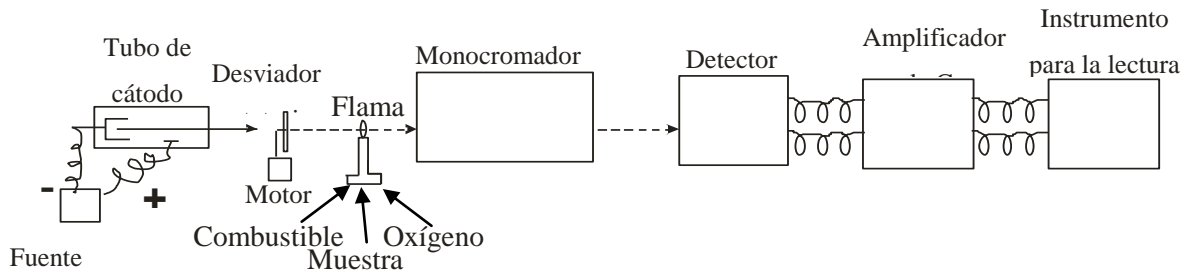 Tubo de
cátodo
Desviador
Flama
Monocromador
Detector
Amplificador
Instrumento
para la lectura
-
+
Motor
Fuente
Combustible
Muestra
Oxígeno